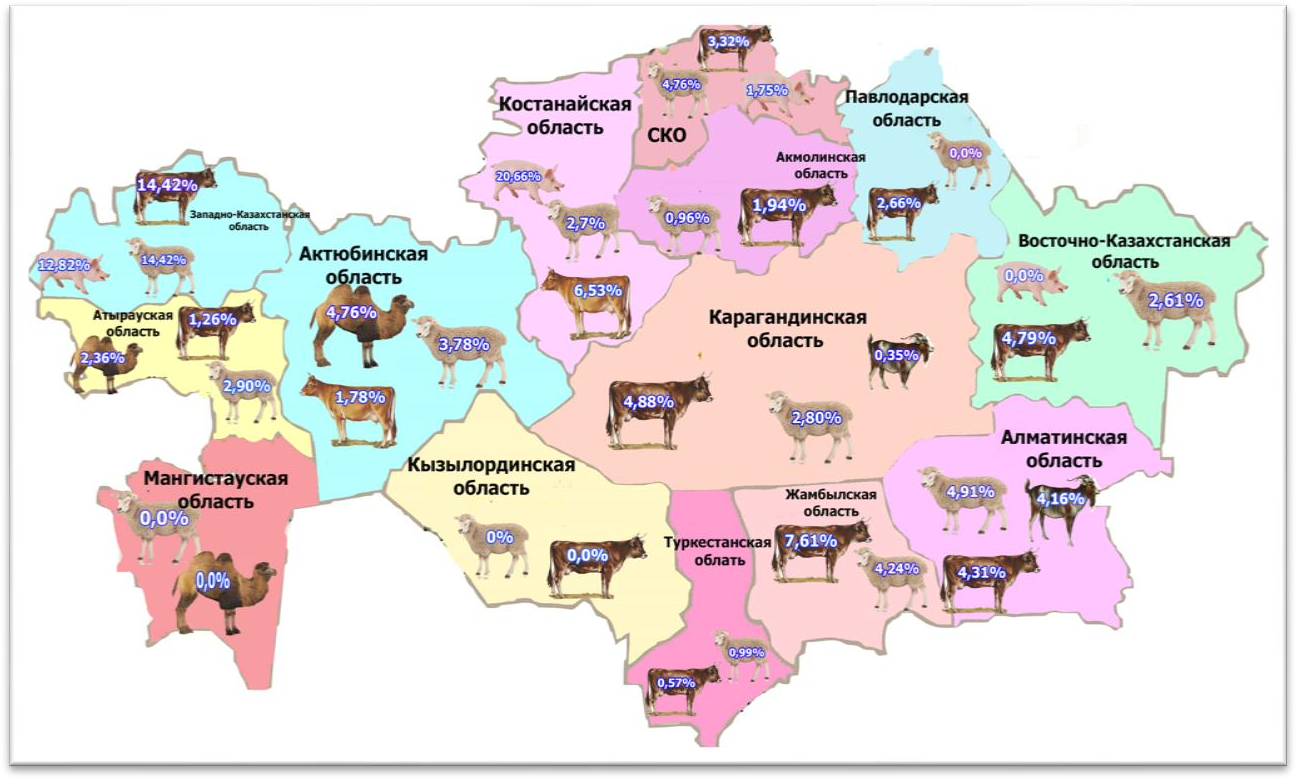 3,32%
4,76%
1,75%
СКО
Костанайская
область
20,66%
2,7%
6,53%
Павлодарская
область
0,0%
2,66%
Акмолинская
область
0,96%
1,94%
14,42%
Западно-Казахстанская
область
12,82%
14,42%
Актюбинская
область
4,76%
3,78%
1,78%
Атырауская
область
1,26%
2,36%
2,90%
Восточно-Казахстанская
область
0,0%
2,61%
4,79%
Карагандинская
область
0,35%
4,88%
2,80%
Алматинская
область
4,91%
4,16%
4,31%
Мангистауская
область
0,0%
0,0%
Кызылординская
область
0%
0,0%
Туркестанская
облать
0,99%
0,57%
Жамбылская
область
7,61%
4,24%